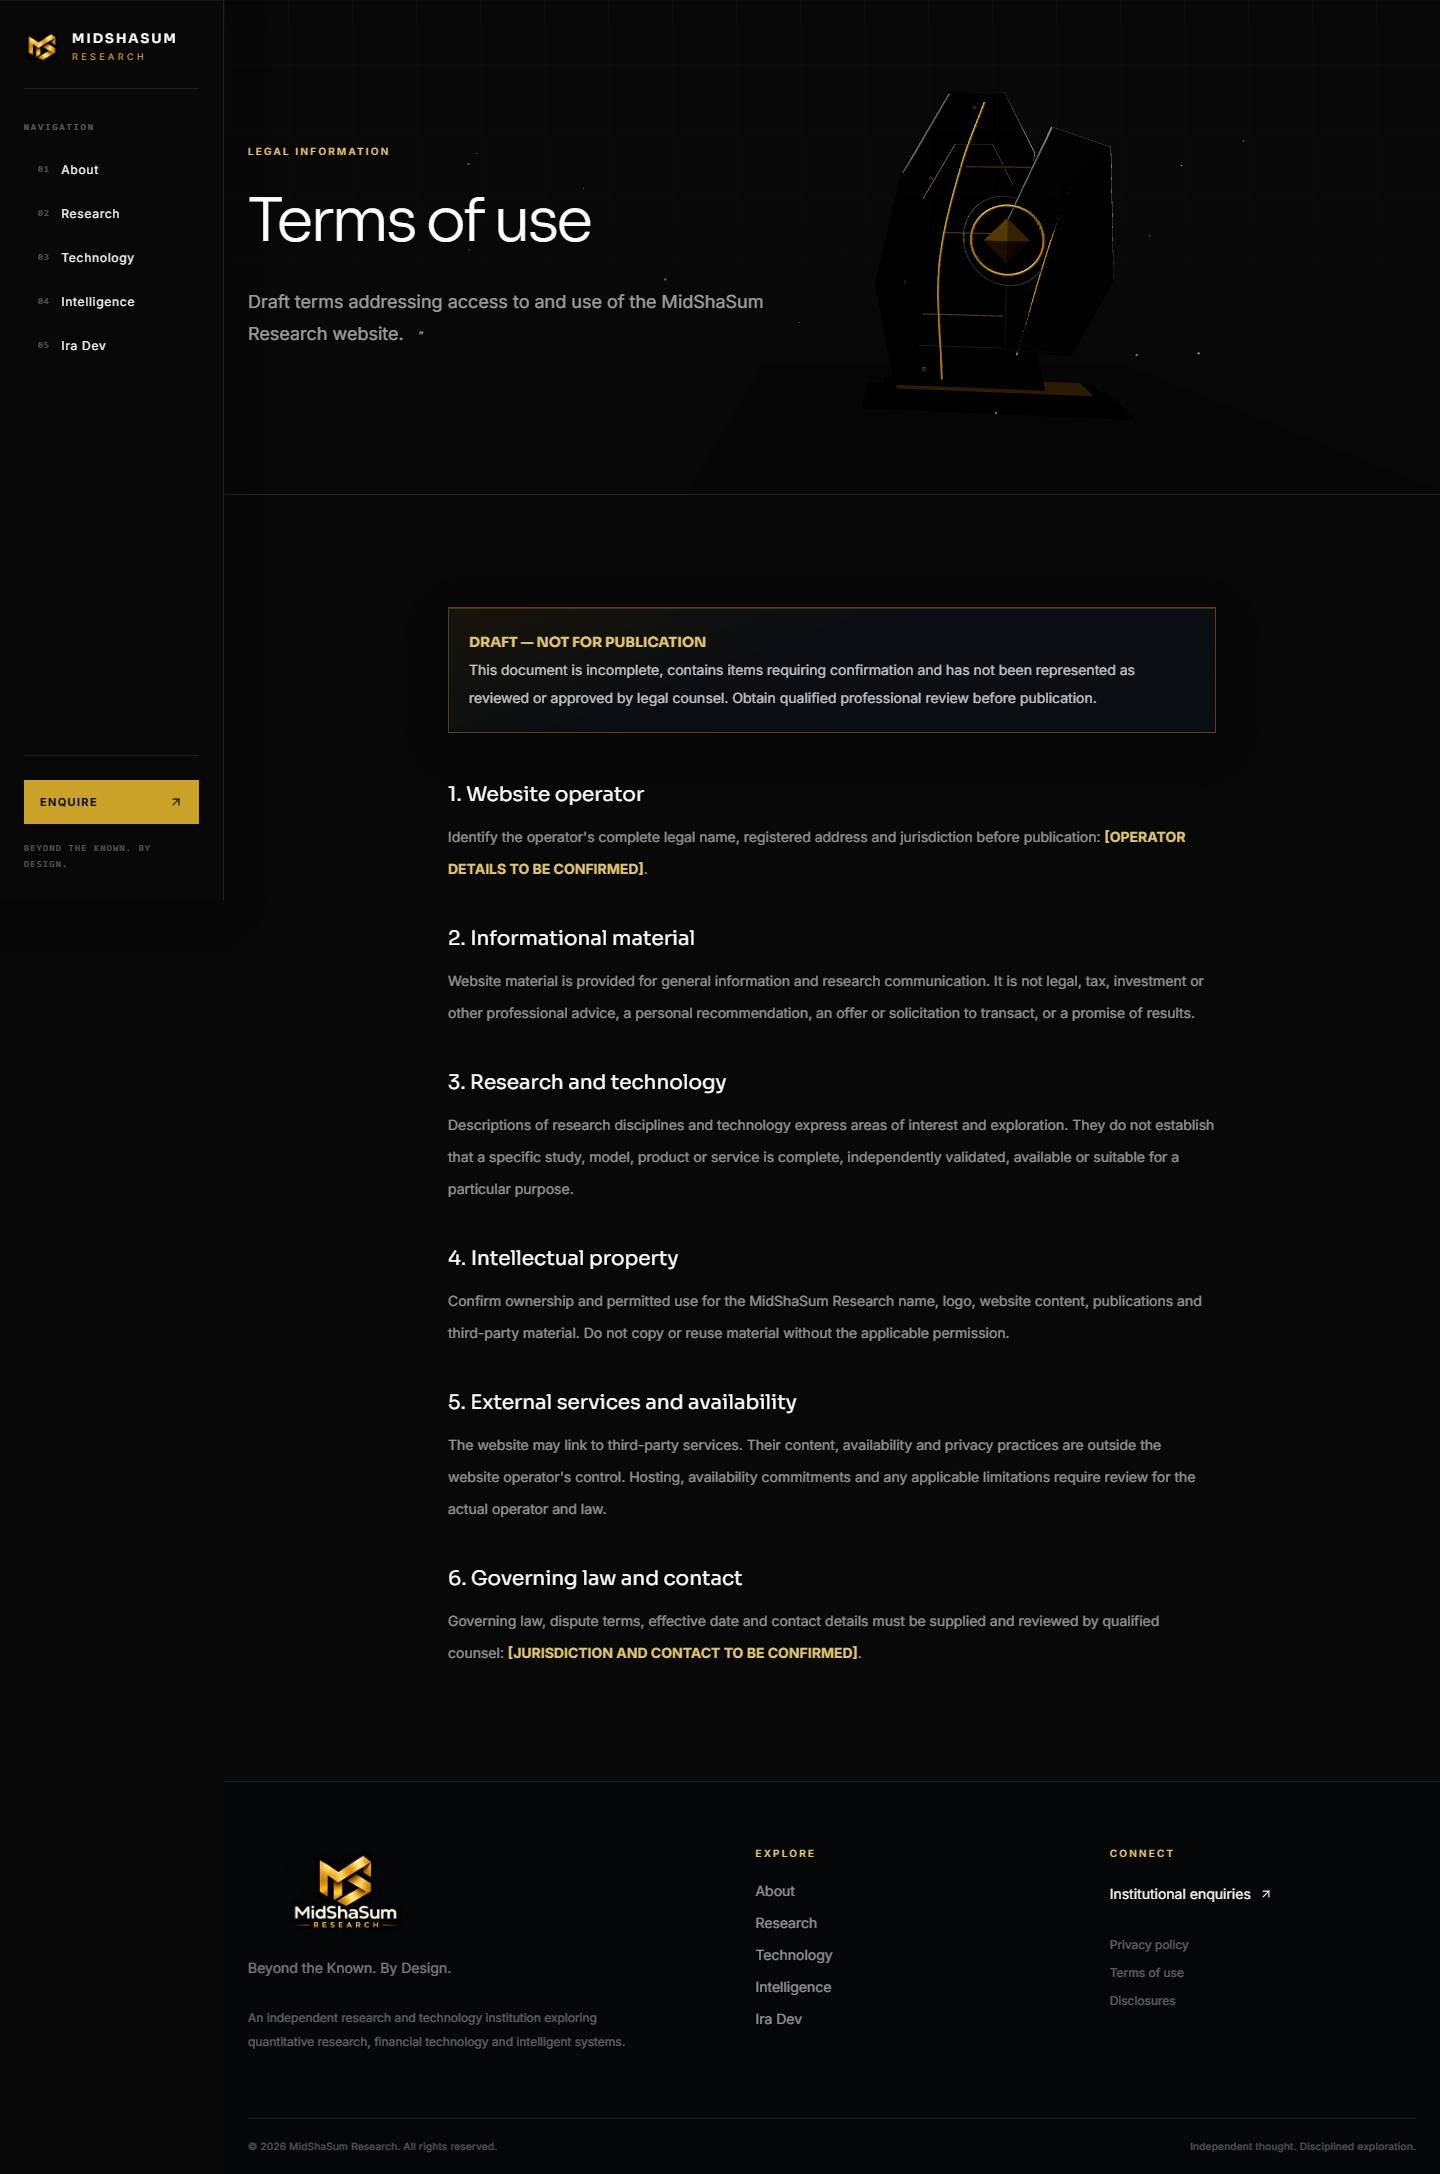 MIDSHASUM
RESEARCH
NAVIGATION
01 About
02 Research
03 Technology
04 Intelligence
05 Ira Dev
ENQUIRE
BEYOND THE KNOWN. BY
DESIGN.
LEGAL INFORMATION
Terms of use
Draft terms addressing access to and use of the MidShaSum
Research website.
DRAFT — NOT FOR PUBLICATION
This document is incomplete, contains items requiring confirmation and has not been represented as
reviewed or approved by legal counsel. Obtain qualified professional review before publication.
1. Website operator
Identify the operator's complete legal name, registered address and jurisdiction before publication: [OPERATOR
DETAILS TO BE CONFIRMED].
2. Informational material
Website material is provided for general information and research communication. It is not legal, tax, investment or
other professional advice, a personal recommendation, an offer or solicitation to transact, or a promise of results.
3. Research and technology
Descriptions of research disciplines and technology express areas of interest and exploration. They do not establish
that a specific study, model, product or service is complete, independently validated, available or suitable for a
particular purpose.
4. Intellectual property
Confirm ownership and permitted use for the MidShaSum Research name, logo, website content, publications and
third-party material. Do not copy or reuse material without the applicable permission.
5. External services and availability
The website may link to third-party services. Their content, availability and privacy practices are outside the
website operator's control. Hosting, availability commitments and any applicable limitations require review for the
actual operator and law.
6. Governing law and contact
Governing law, dispute terms, effective date and contact details must be supplied and reviewed by qualified
counsel: [JURISDICTION AND CONTACT TO BE CONFIRMED].
MidShaSum
RESEARCH
Beyond the Known. By Design.
An independent research and technology institution exploring
quantitative research, financial technology and intelligent systems.
EXPLORE
About
Research
Technology
Intelligence
Ira Dev
CONNECT
Institutional enquiries
Privacy policy
Terms of use
Disclosures
© 2026 MidShaSum Research. All rights reserved.
Independent thought. Disciplined exploration.